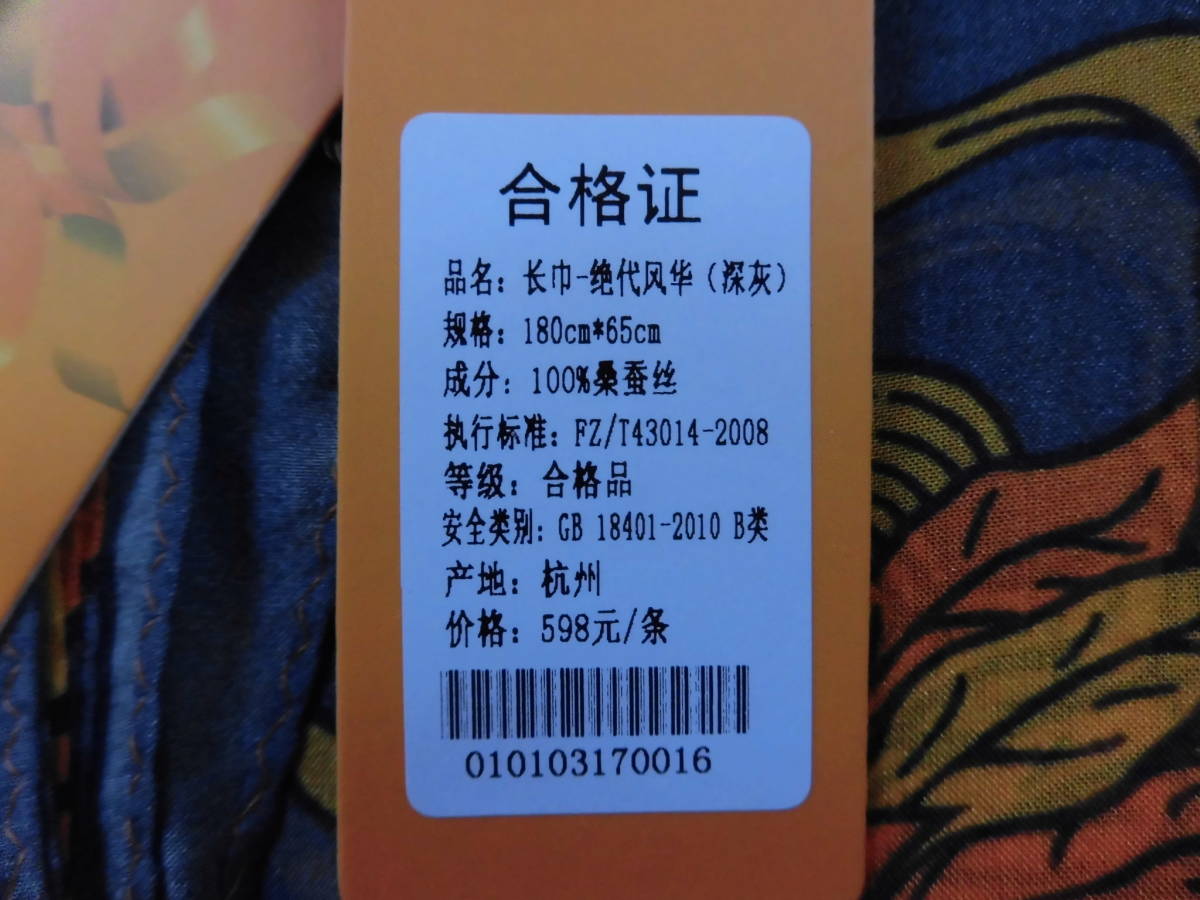 合格证
品名：长巾-绝代风华（深灰）
规格：180cm*65cm
成分：100%桑蚕丝
执行标准：FZ/T43014-2008
等级：合格品
安全类别：GB 18401-2010 B类
产地：杭州
价格：598元/条
010103170016